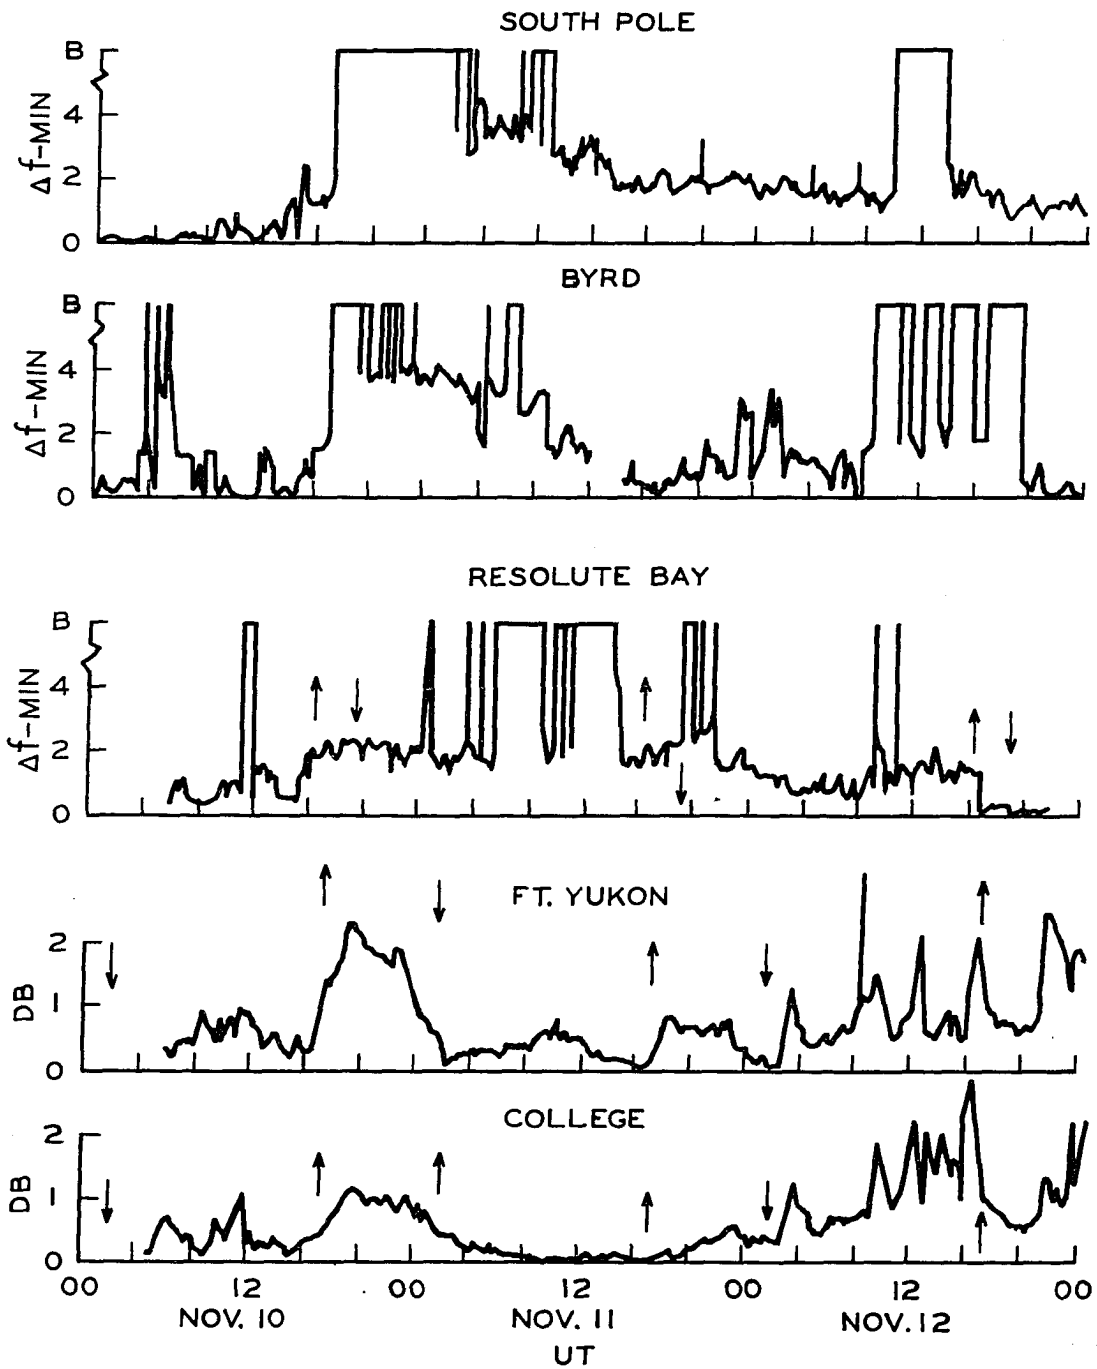 SOUTH POLE
B
4
2
0
Δf-MIN
BYRD
B
4
2
0
Δf-MIN
RESOLUTE BAY
B
4
2
0
Δf-MIN
FT. YUKON
2
1
0
DB
COLLEGE
2
1
0
DB
00 12 00 12 00 12 00
NOV. 10 NOV. 11 NOV. 12
UT